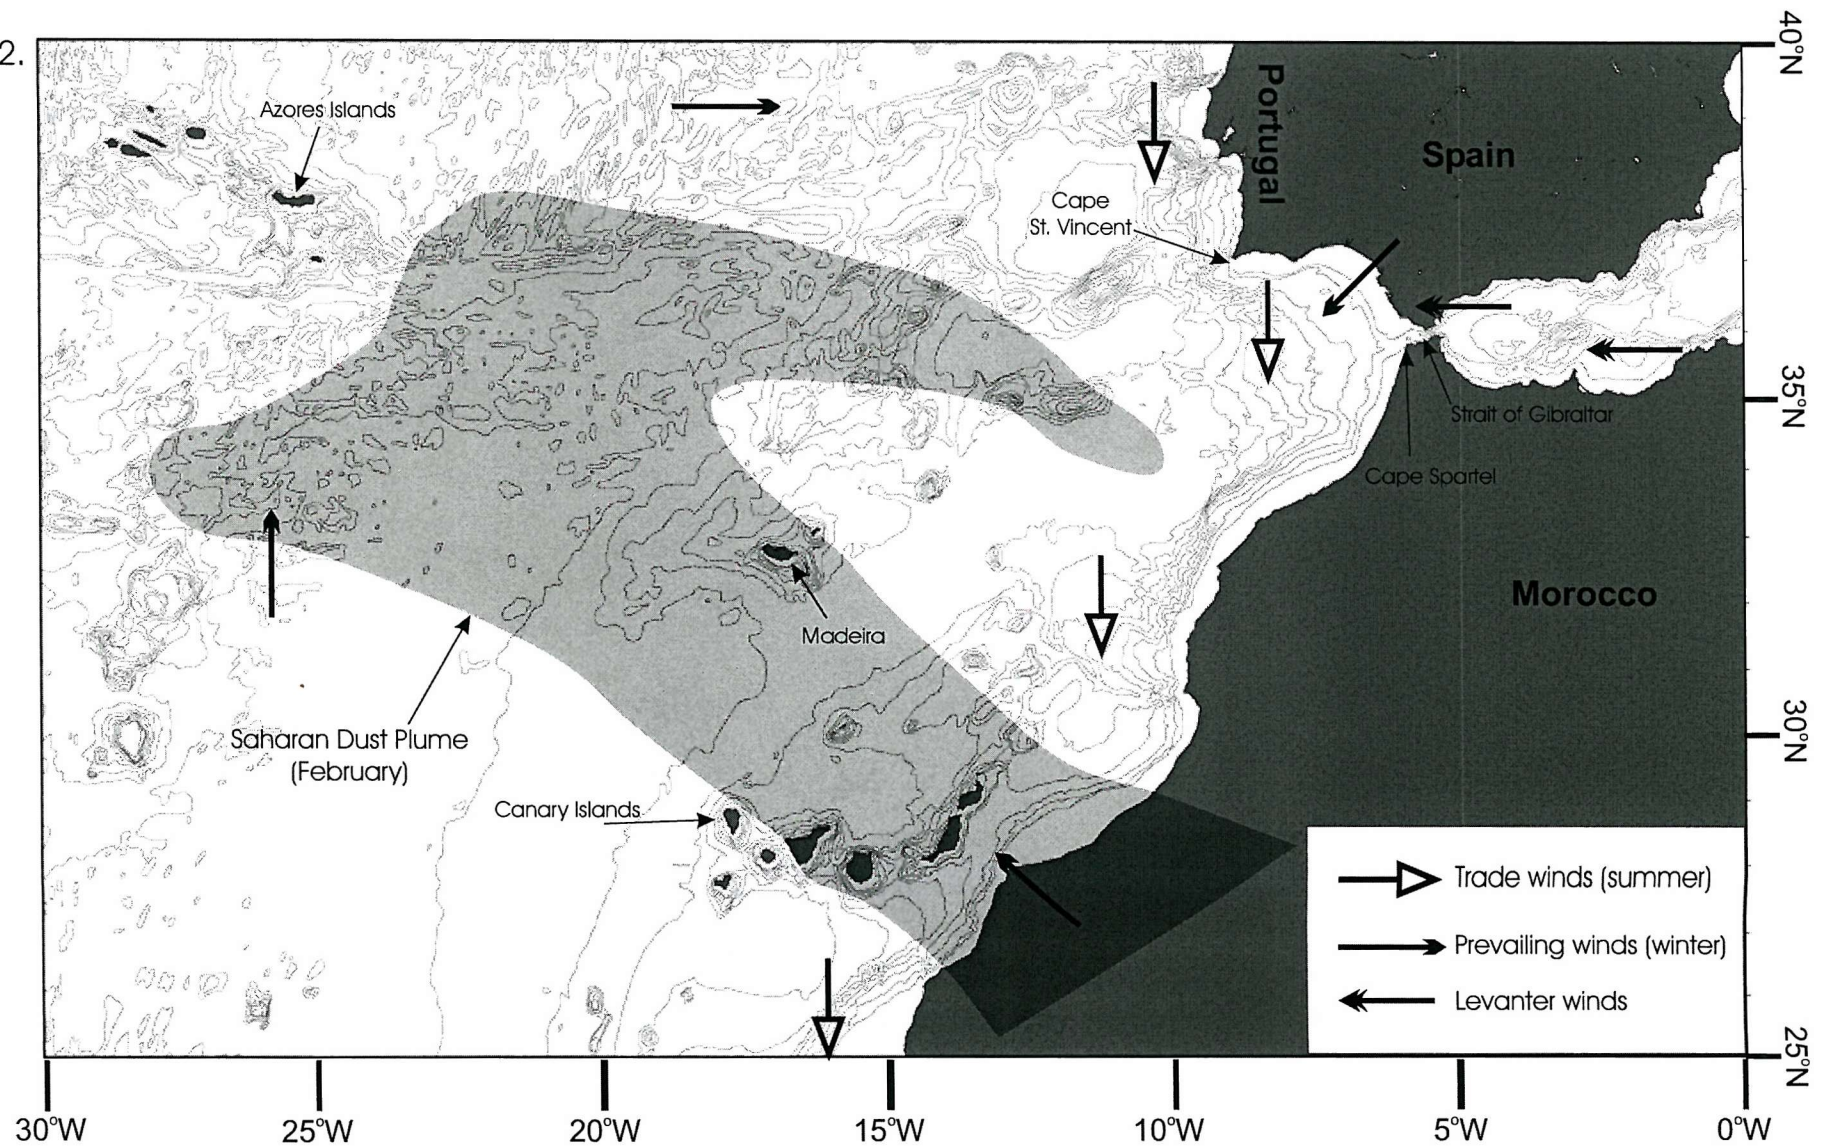 2.
40°N
Azores Islands
Portugal
Spain
Cape
St. Vincent
35°N
Strait of Gibraltar
Cape Spartel
Morocco
Madeira
30°N
Saharan Dust Plume
(February)
Canary Islands
Trade winds (summer)
Prevailing winds (winter)
Levanter winds
25°N
30°W
25°W
20°W
15°W
10°W
5°W
0°W